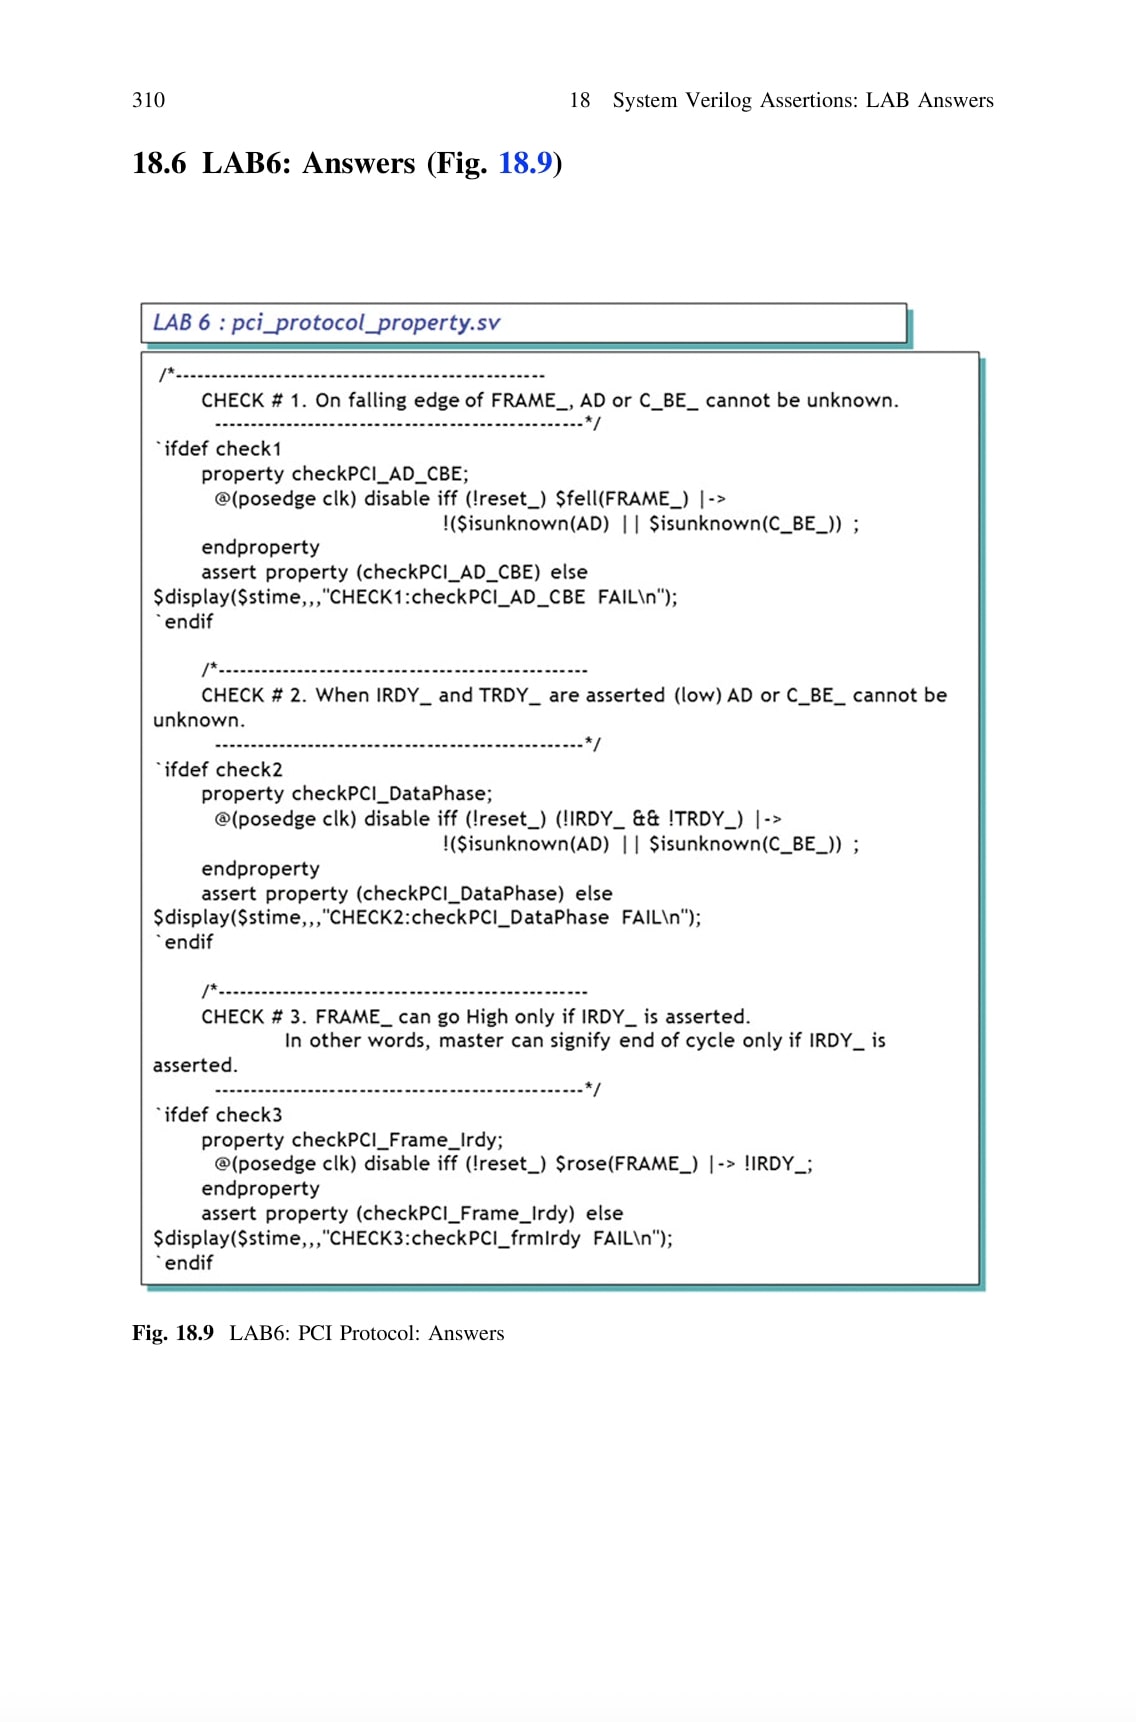 310
18 System Verilog Assertions: LAB Answers
18.6 LAB6: Answers (Fig. 18.9)
LAB 6 : pci_protocol_property.sv
/*---------------------------------------------------
CHECK # 1. On falling edge of FRAME_, AD or C_BE_ cannot be unknown.
---------------------------------------------------*/
`ifdef check1
property checkPCI_AD_CBE;
@(posedge clk) disable iff (!reset_) $fell(FRAME_) |->
!($isunknown(AD) || $isunknown(C_BE_)) ;
endproperty
assert property (checkPCI_AD_CBE) else
$display($stime,,,"CHECK1:checkPCI_AD_CBE FAIL\n");
`endif
/*---------------------------------------------------
CHECK # 2. When IRDY_ and TRDY_ are asserted (low) AD or C_BE_ cannot be
unknown.
---------------------------------------------------*/
`ifdef check2
property checkPCI_DataPhase;
@(posedge clk) disable iff (!reset_) (!IRDY_ && !TRDY_) |->
!($isunknown(AD) || $isunknown(C_BE_)) ;
endproperty
assert property (checkPCI_DataPhase) else
$display($stime,,,"CHECK2:checkPCI_DataPhase FAIL\n");
`endif
/*---------------------------------------------------
CHECK # 3. FRAME_ can go High only if IRDY_ is asserted.
In other words, master can signify end of cycle only if IRDY_ is
asserted.
---------------------------------------------------*/
`ifdef check3
property checkPCI_Frame_Irdy;
@(posedge clk) disable iff (!reset_) $rose(FRAME_) |-> !IRDY_;
endproperty
assert property (checkPCI_Frame_Irdy) else
$display($stime,,,"CHECK3:checkPCI_frmIrdy FAIL\n");
`endif
Fig. 18.9 LAB6: PCI Protocol: Answers